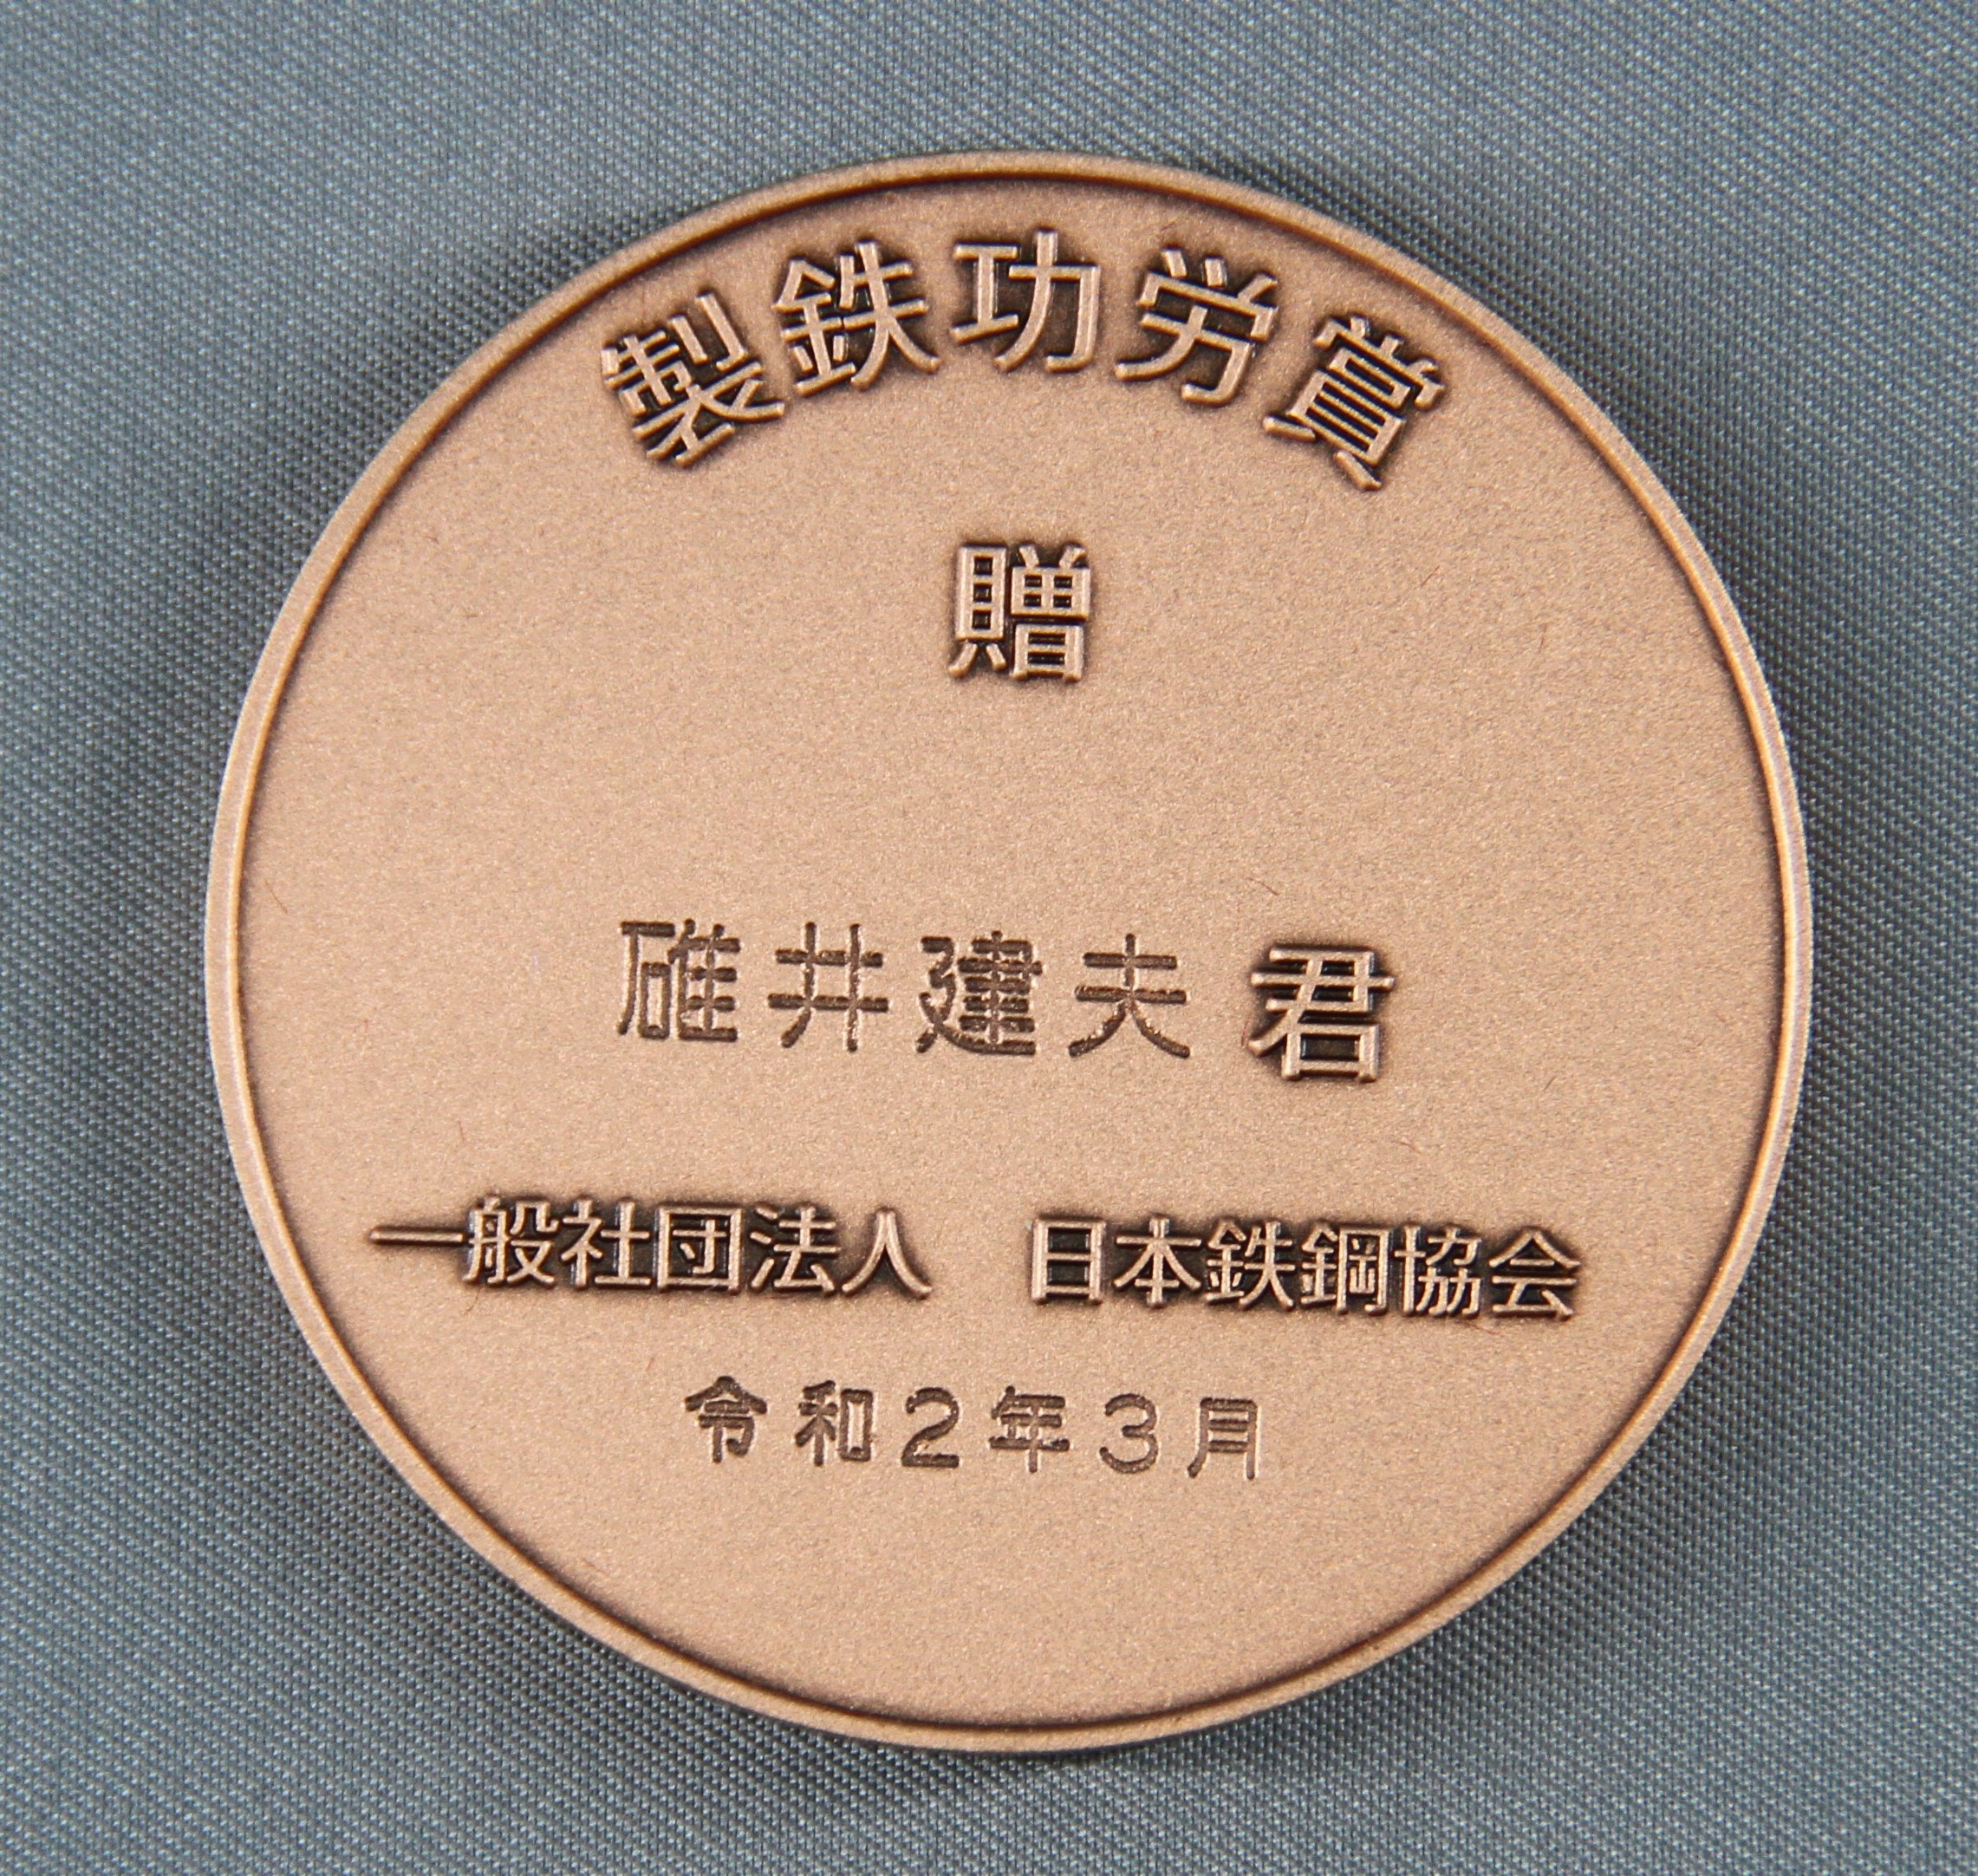 製鉄功労賞
贈
碓井建夫君
一般社団法人 日本鉄鋼協会
令和2年3月